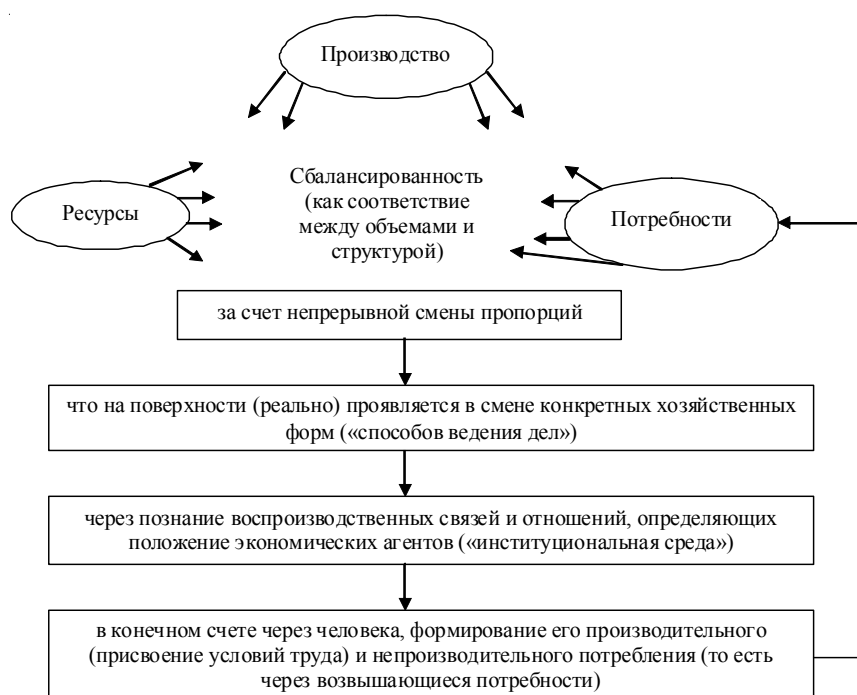 Производство
Сбалансированность
(как соответствие
между объемами и
структурой)
Ресурсы
Потребности
за счет непрерывной смены пропорций
что на поверхности (реально) проявляется в смене конкретных хозяйственных
форм («способов ведения дел»)
через познание воспроизводственных связей и отношений, определяющих
положение экономических агентов («институциональная среда»)
в конечном счете через человека, формирование его производительного
(присвоение условий труда) и непроизводительного потребления (то есть
через возвышающиеся потребности)